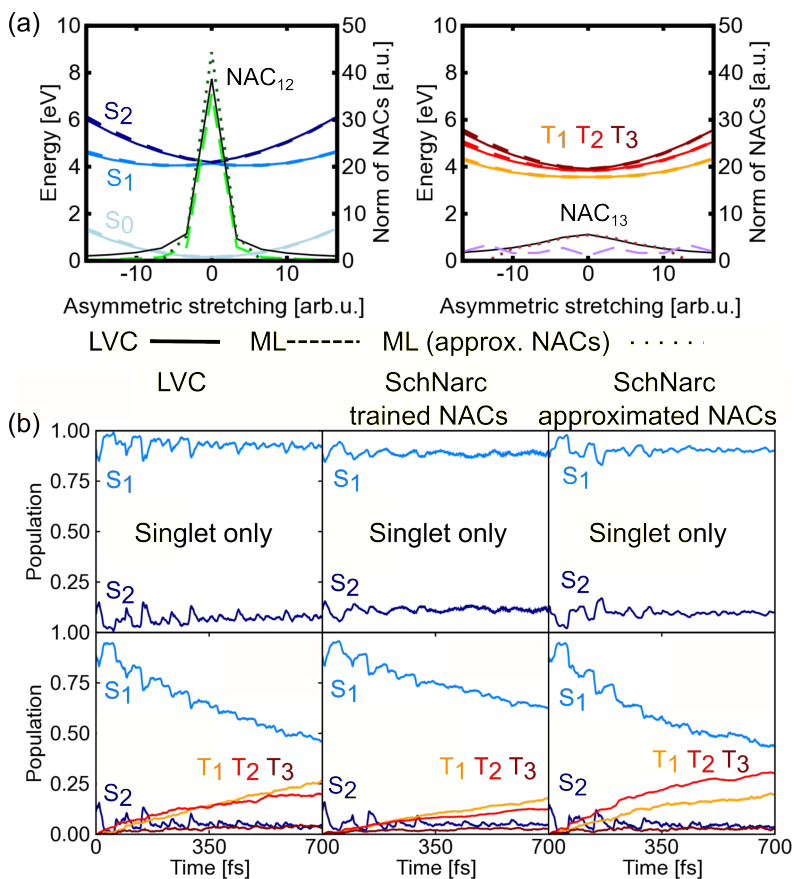 (a)
10
8
6
4
2
0
Energy [eV]
50
40
30
20
10
0
Norm of NACs [a.u.]
NAC12
S2
S1
S0
-10 0 10
Asymmetric stretching [arb.u.]
10
8
6
4
2
0
Energy [eV]
50
40
30
20
10
0
Norm of NACs [a.u.]
T1 T2 T3
NAC13
-10 0 10
Asymmetric stretching [arb.u.]
LVC ML ML (approx. NACs)
LVC SchNarc SchNarc
trained NACs approximated NACs
(b)
1.00
0.75
0.50
0.25
1.00
Population
S1 S1 S1
Singlet only Singlet only Singlet only
S2 S2 S2
0.75
0.50
0.25
0.00
Population
S1 S1 S1
T1 T2 T3 T1 T2 T3 T1 T2 T3
S2 S2 S2
0 350 700 350 700 350 700
Time [fs] Time [fs] Time [fs]